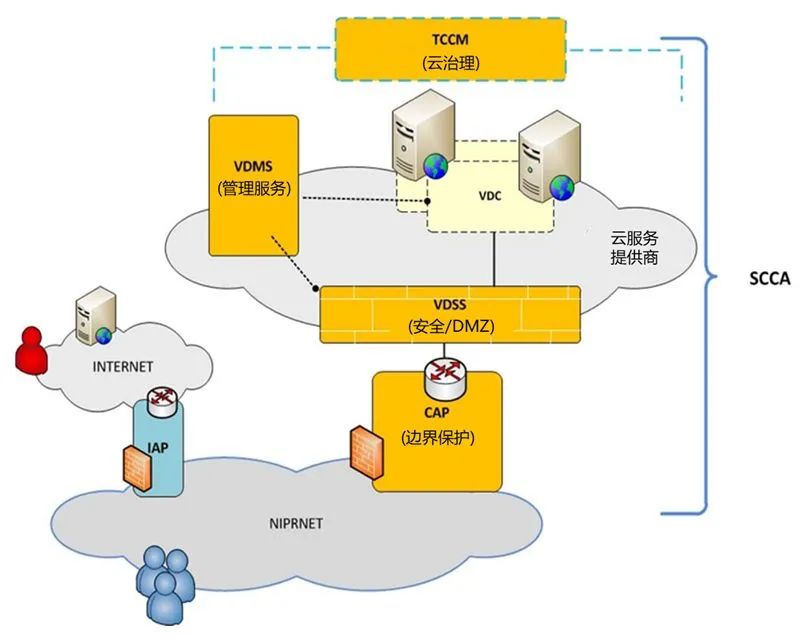 TCCM
(云治理)
VDMS
(管理服务)
VDC
云服务
提供商
SCCA
VDSS
(安全/DMZ)
INTERNET
CAP
(边界保护)
IAP
NIPRNET